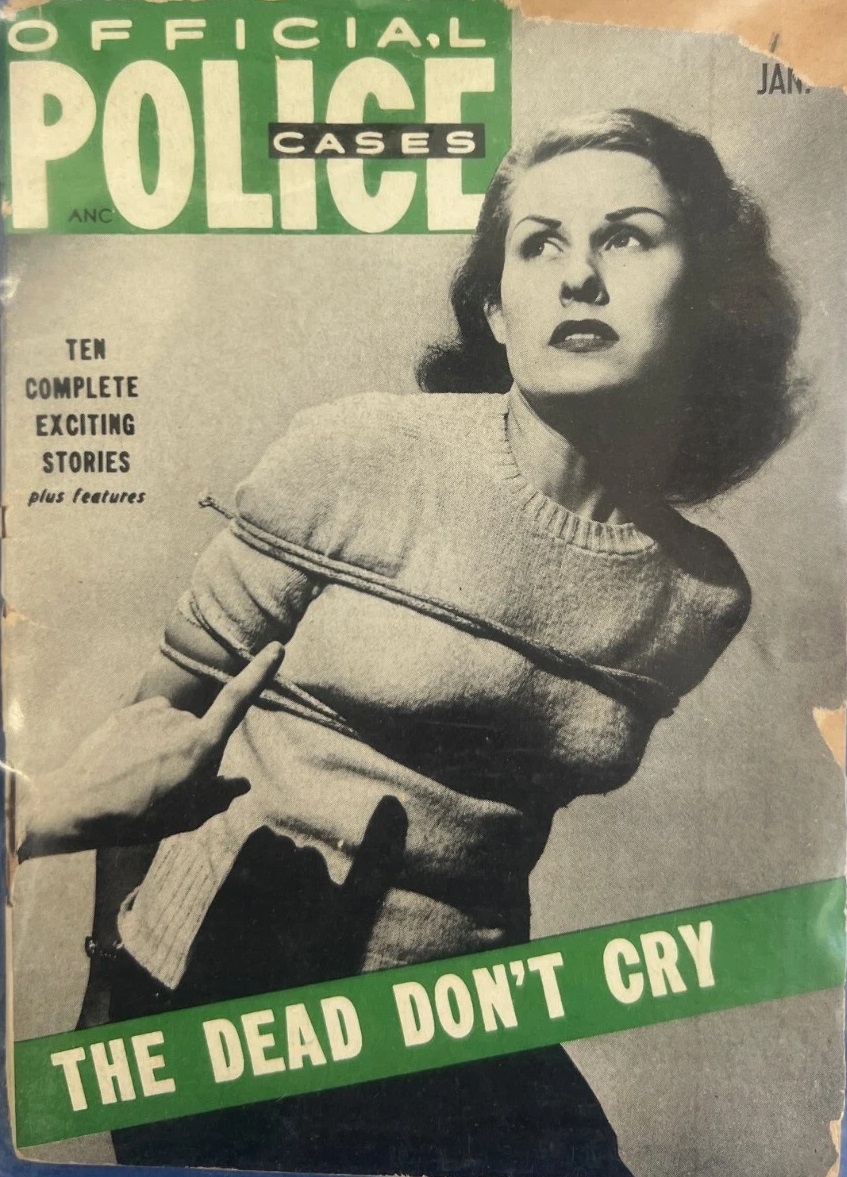 OFFICIAL
POLICE
CASES
ANC
JAN.
TEN
COMPLETE
EXCITING
STORIES
plus features
THE DEAD DON'T CRY